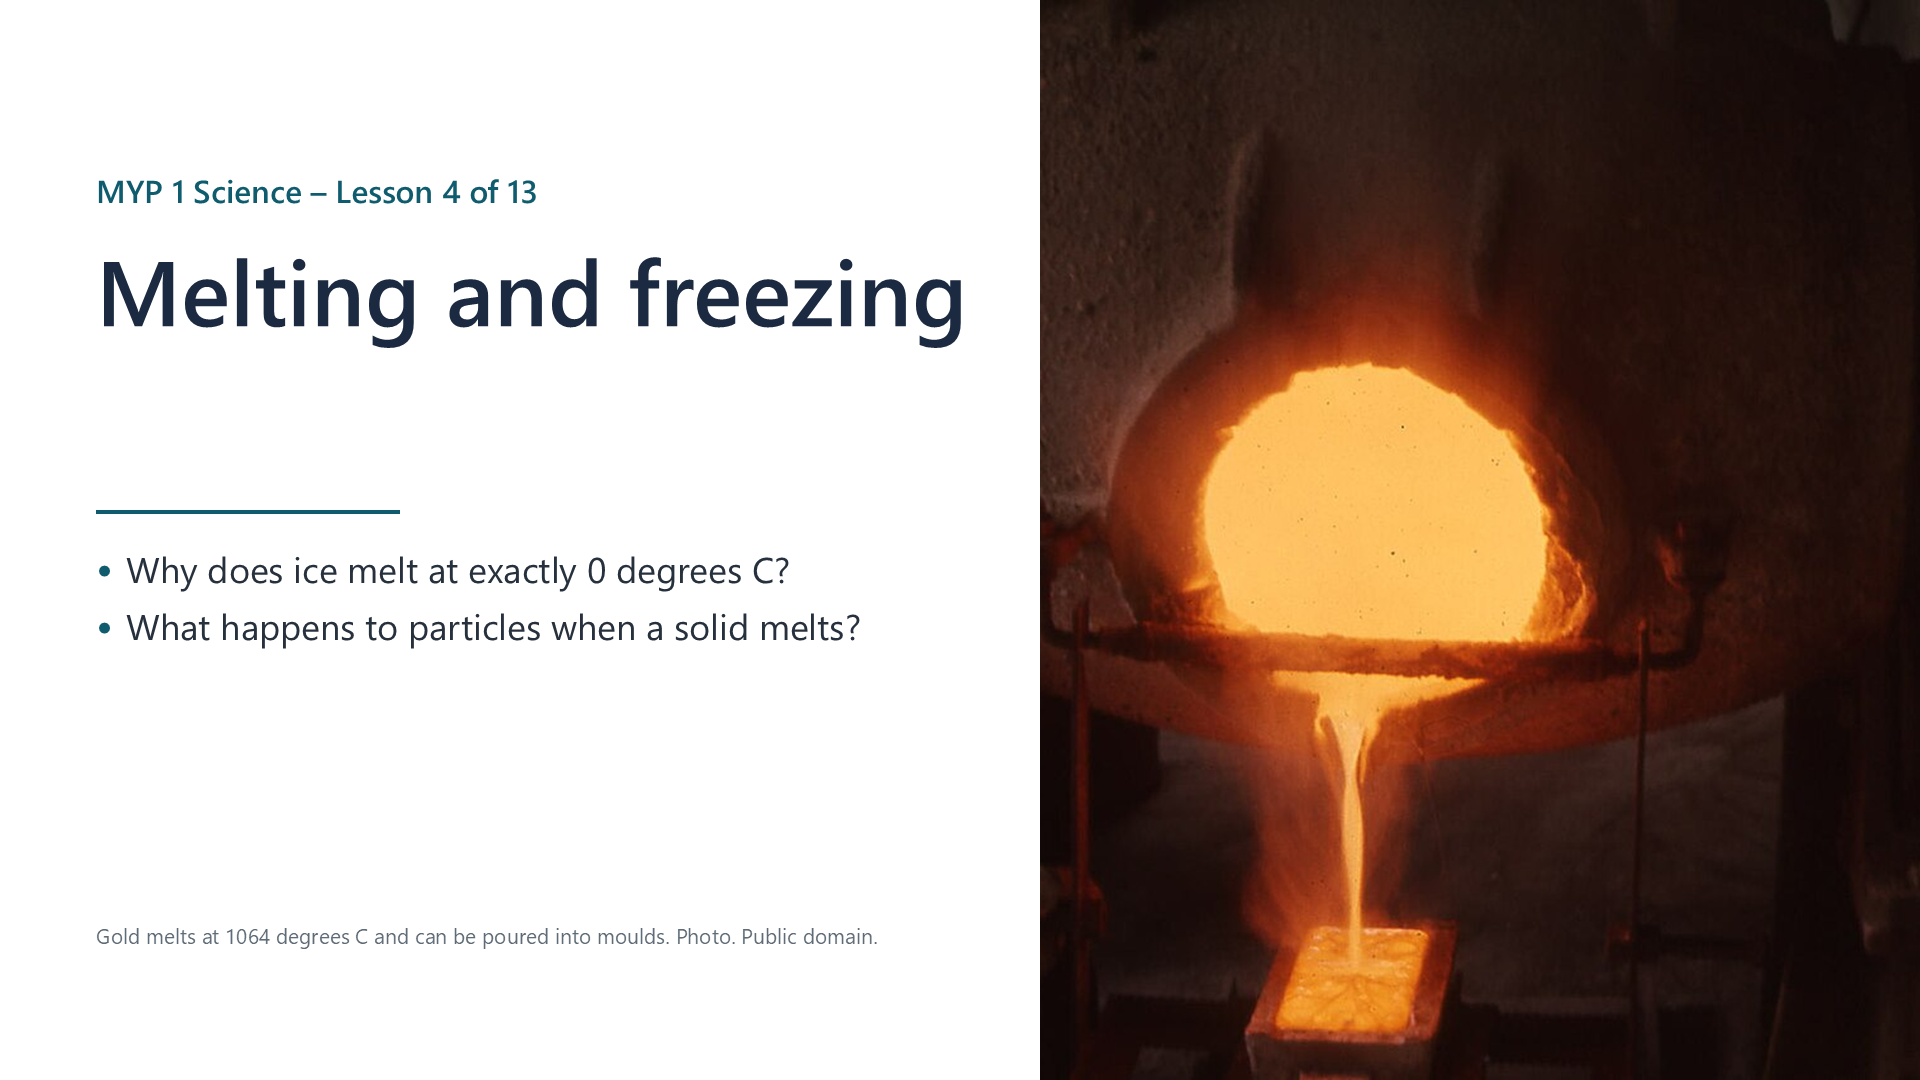 MYP 1 Science – Lesson 4 of 13
Melting and freezing
• Why does ice melt at exactly 0 degrees C?
• What happens to particles when a solid melts?
Gold melts at 1064 degrees C and can be poured into moulds. Photo. Public domain.